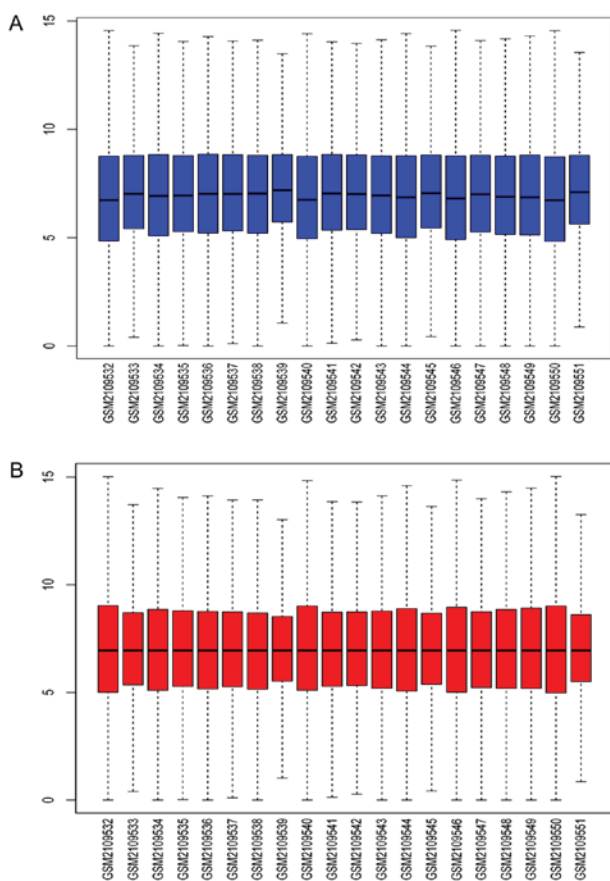 A
15
10
5
0
GSM2109532
GSM2109533
GSM2109534
GSM2109535
GSM2109536
GSM2109537
GSM2109538
GSM2109539
GSM2109540
GSM2109541
GSM2109542
GSM2109543
GSM2109544
GSM2109545
GSM2109546
GSM2109547
GSM2109548
GSM2109549
GSM2109550
GSM2109551
B
15
10
5
0
GSM2109532
GSM2109533
GSM2109534
GSM2109535
GSM2109536
GSM2109537
GSM2109538
GSM2109539
GSM2109540
GSM2109541
GSM2109542
GSM2109543
GSM2109544
GSM2109545
GSM2109546
GSM2109547
GSM2109548
GSM2109549
GSM2109550
GSM2109551